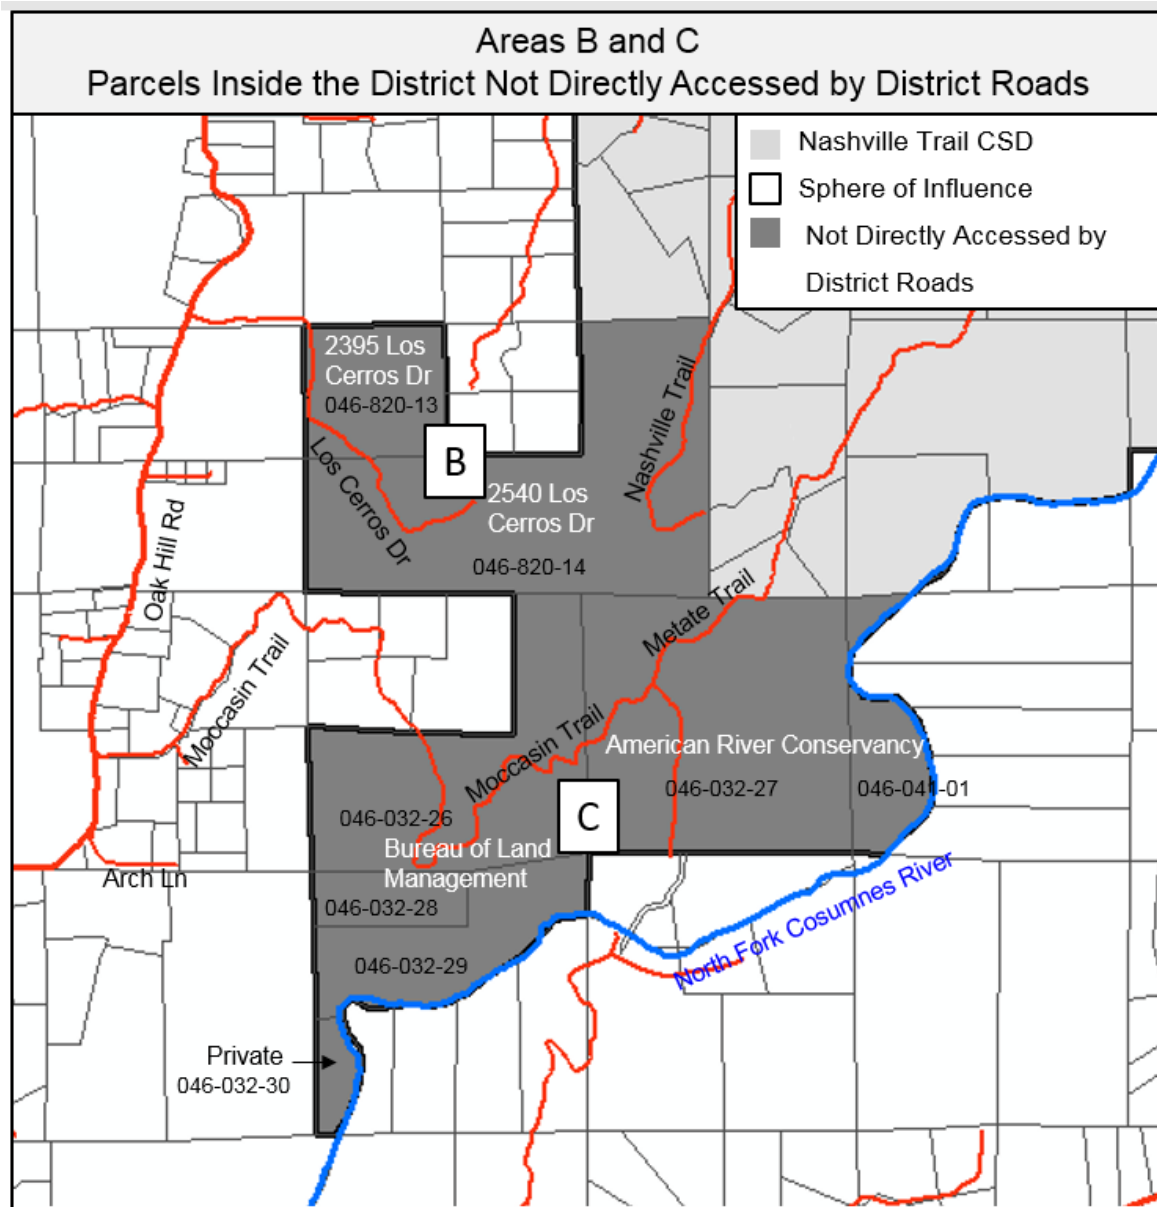 Areas B and C
Parcels Inside the District Not Directly Accessed by District Roads
Nashville Trail CSD
Sphere of Influence
Not Directly Accessed by
District Roads
2395 Los
Cerros Dr
046-820-13
Nashville Trail
B
Los Cerros Dr
2540 Los
Cerros Dr
046-820-14
Oak Hill Rd
Metate Trail
Moccasin Trail
Moccasin Trail
American River Conservancy
046-032-27
046-041-01
C
046-032-26
Bureau of Land
Management
Arch Ln
046-032-28
North Fork Cosumnes River
046-032-29
Private
046-032-30